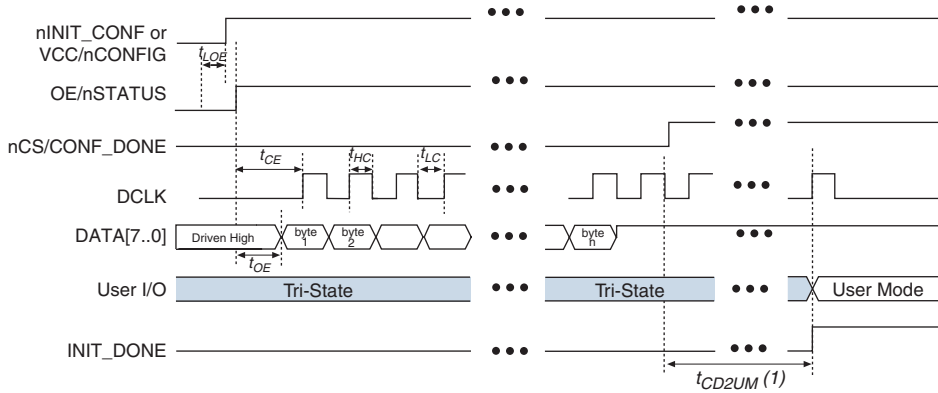 nINIT_CONF or
VCC/nCONFIG
tLOE
OE/nSTATUS
nCS/CONF_DONE
tCE
tHC
tLC
DCLK
DATA[7..0]
Driven High
byte
1
byte
2
byte
n
tOE
User I/O
Tri-State
Tri-State
User Mode
INIT_DONE
tCD2UM (1)